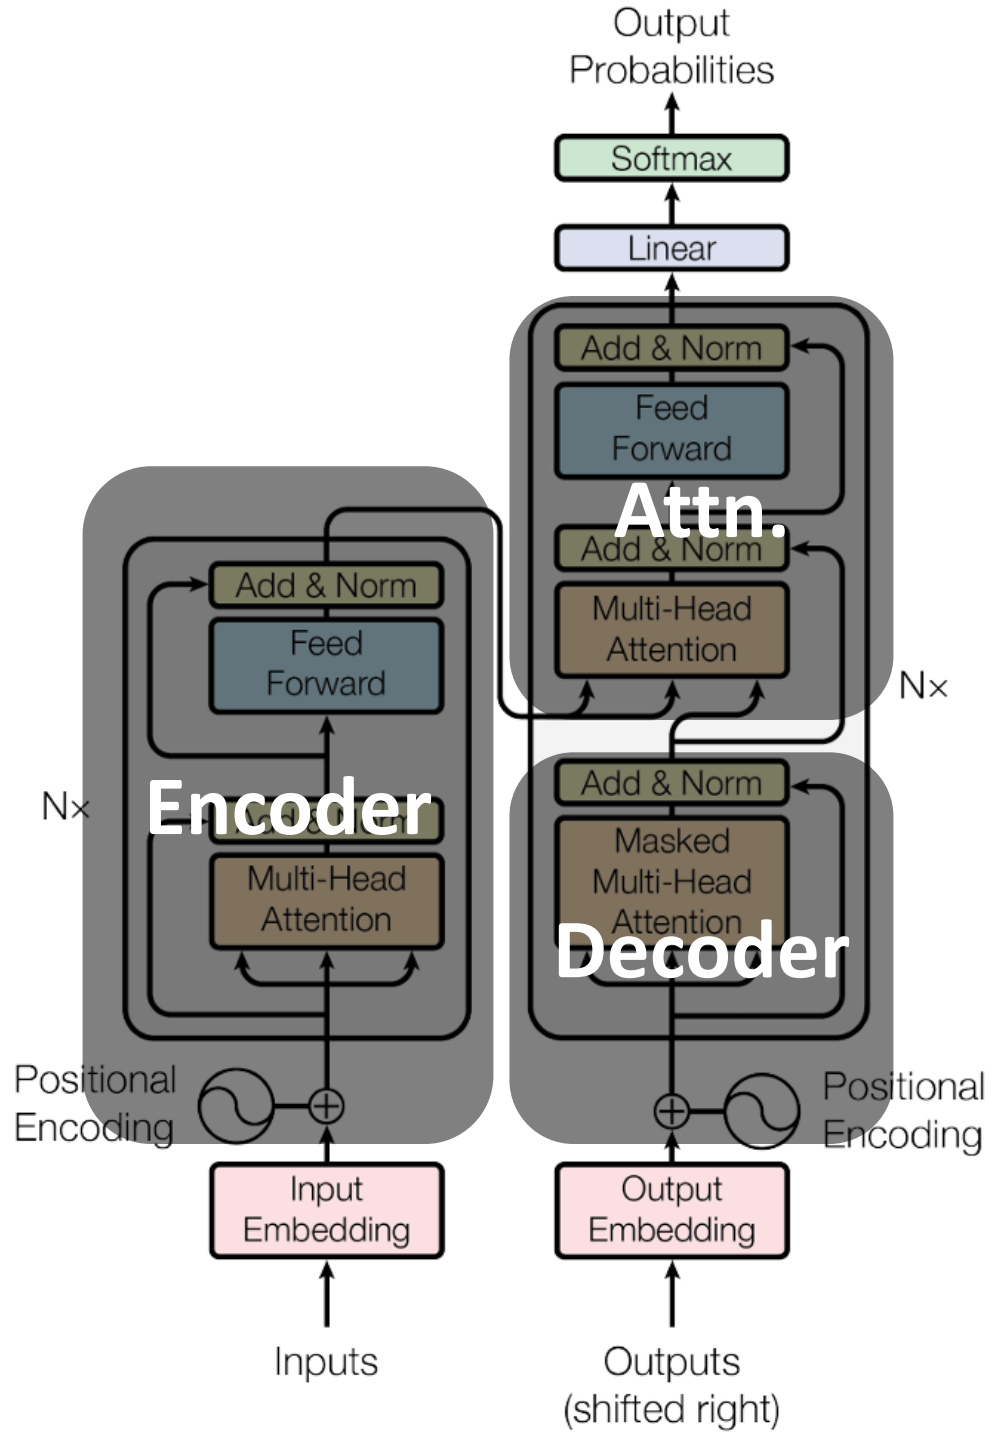 Output
Probabilities
Softmax
Linear
Add & Norm
Feed
Forward
Attn.
Add & Norm
Multi-Head
Attention
Nx
Add & Norm
Masked
Multi-Head
Attention
Decoder
Positional
Encoding
Output
Embedding
Outputs
(shifted right)
Add & Norm
Feed
Forward
Nx
Encoder
Add & Norm
Multi-Head
Attention
Positional
Encoding
Input
Embedding
Inputs